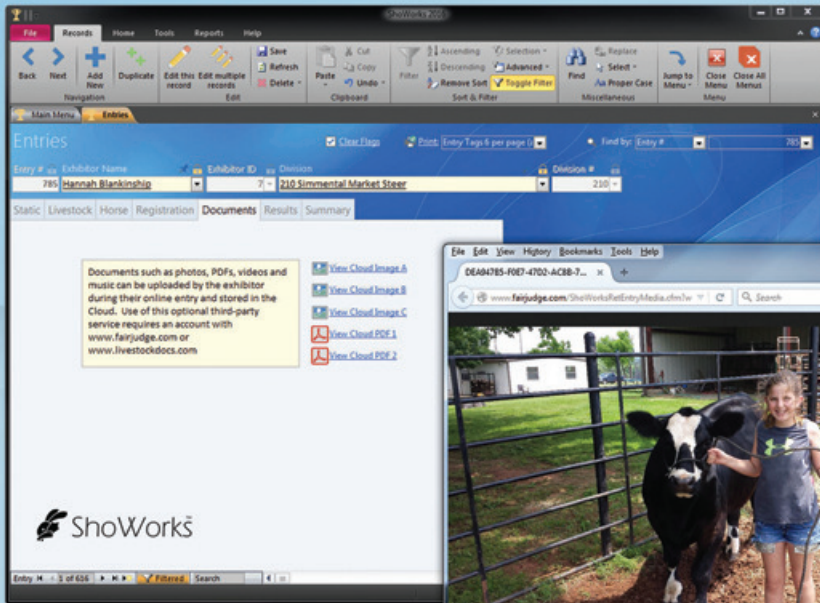 ShoWorks
File Records Home Tools Reports Help
Back Next Add New Duplicate
Navigation
Edit this record Edit multiple records
Save
Refresh
Delete
Edit
Paste
Cut
Copy
Undo
Clipboard
Filter
Ascending
Descending
Remove Sort
Selection
Advanced
Toggle Filter
Sort & Filter
Find
Replace
Select
Aa Proper Case
Miscellaneous
Jump to Menu
Close Menu
Close All Menus
Menu
Main Menu Entries
Entries
Clear Flags Print: Entry Tags 6 per page Find by: Entry # 785
Entry # Exhibitor Name Exhibitor ID Division Division #
785 Hannah Blankinship 7 210 Simmental Market Steer 210
Static Livestock Horse Registration Documents Results Summary
Documents such as photos, PDFs, videos and
music can be uploaded by the exhibitor
during their online entry and stored in the
Cloud. Use of this optional third-party
service requires an account with
www.fairjudge.com or
www.livestockdocs.com
View Cloud Image A
View Cloud Image B
View Cloud Image C
View Cloud PDF 1
View Cloud PDF 2
File Edit View History Bookmarks Tools Help
DEA947B5-F0E7-47D2-AC8B-7...
www.fairjudge.com/ShoWorksRetEntryMedia.cfm?w Search
ShoWorks
Entry 1 of 616 Filtered Search